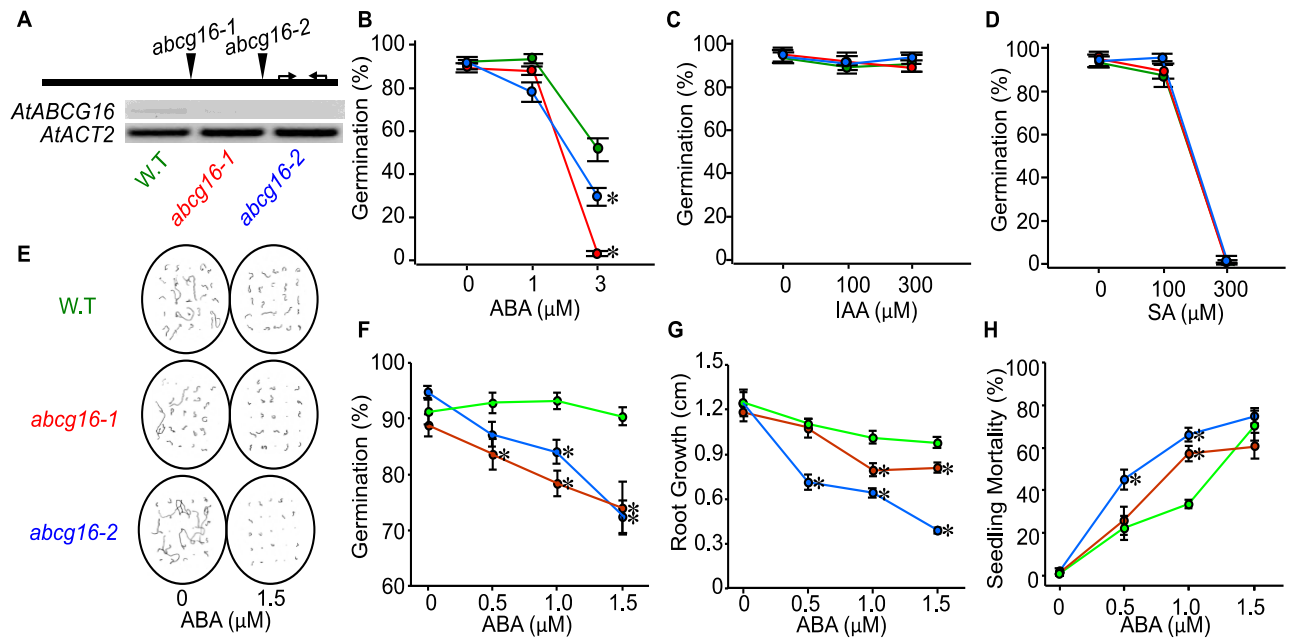 A
abcg16-1
abcg16-2
AtABCG16
AtACT2
W.T
abcg16-1
abcg16-2
B
Germination (%)
100
80
60
40
20
0
*
*
0 1 3
ABA (µM)
C
Germination (%)
100
80
60
40
20
0
0 100 300
IAA (µM)
D
Germination (%)
100
80
60
40
20
0
0 100 300
SA (µM)
E
W.T
abcg16-1
abcg16-2
0 1.5
ABA (µM)
F
Germination (%)
100
90
80
70
60
*
*
*
*
*
0 0.5 1.0 1.5
ABA (µM)
G
Root Growth (cm)
1.5
1.2
0.9
0.6
0.3
0
*
*
*
*
*
0 0.5 1.0 1.5
ABA (µM)
H
Seedling Mortality (%)
100
80
60
40
20
0
*
*
*
0 0.5 1.0 1.5
ABA (µM)